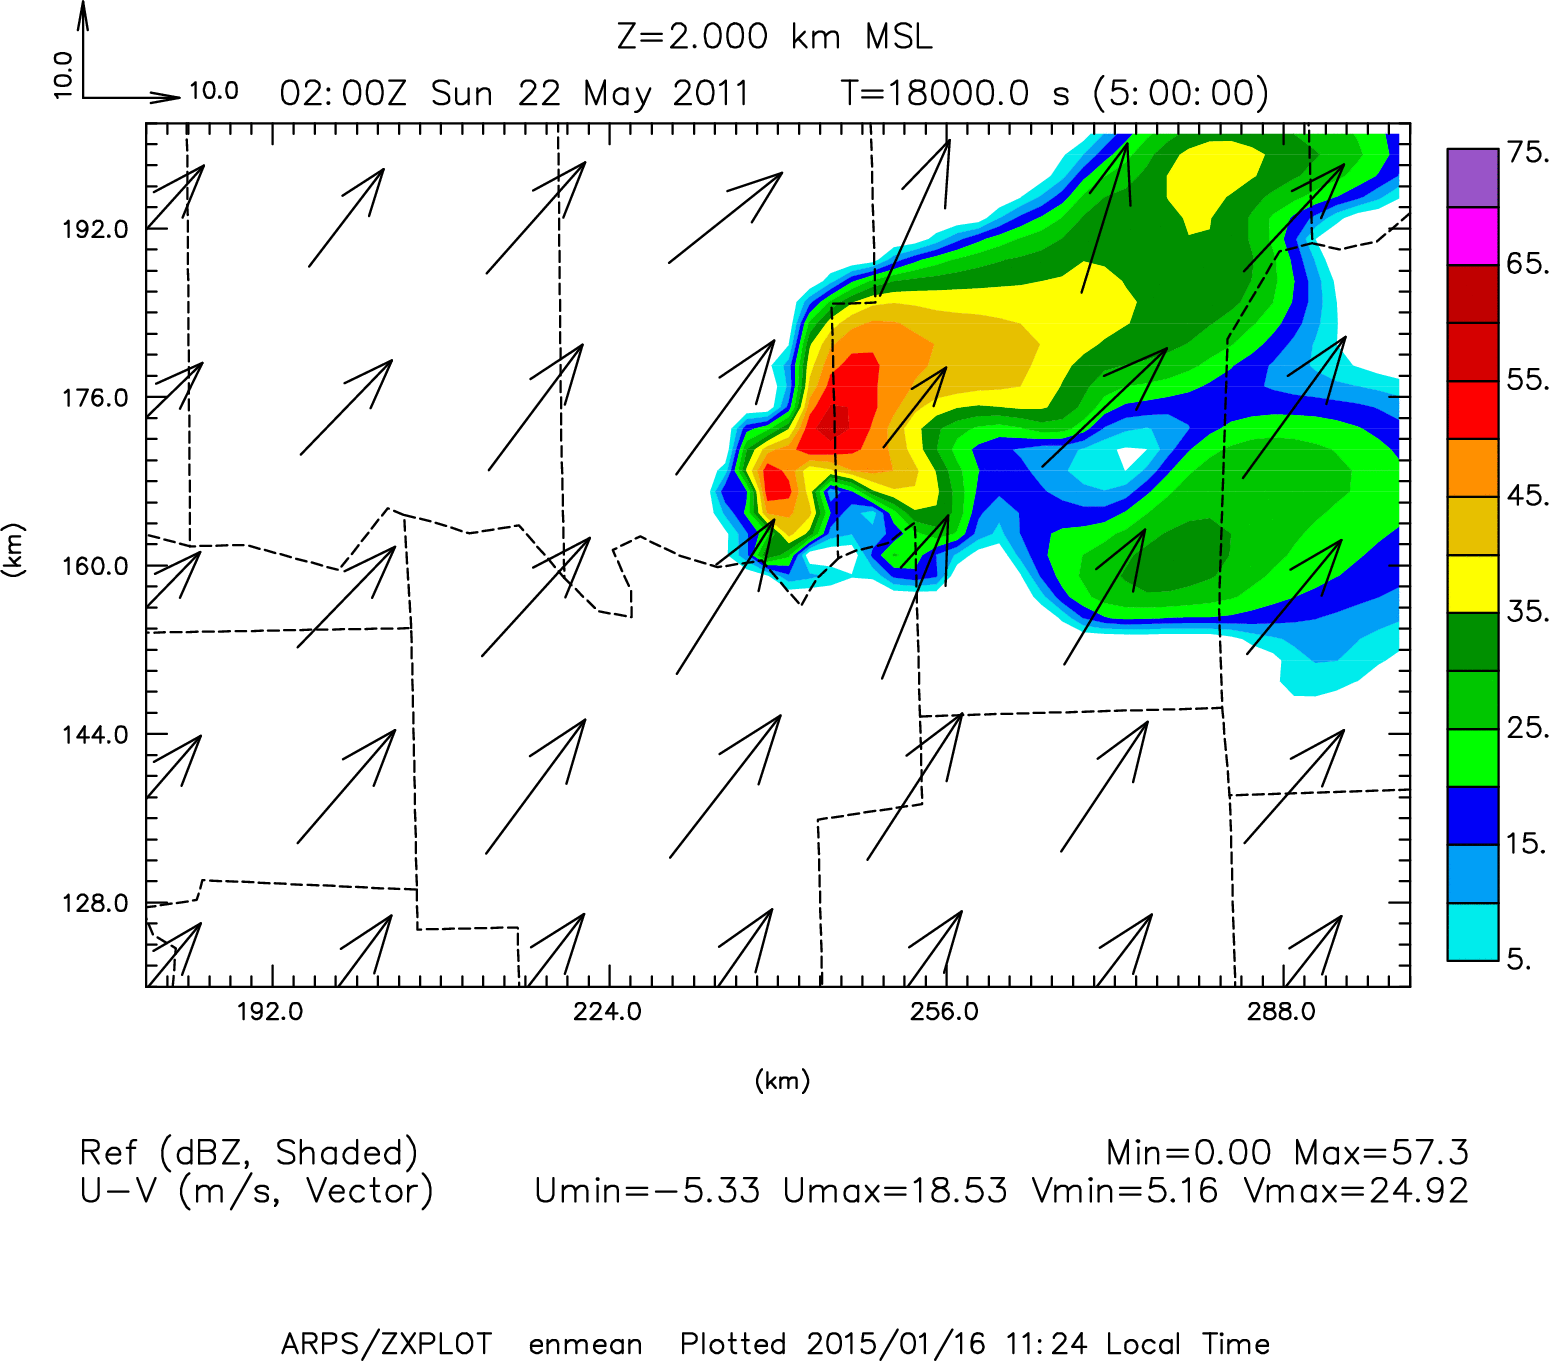 Z=2.000 km MSL
10.0
10.0
02:00Z Sun 22 May 2011 T=18000.0 s (5:00:00)
75.
65.
55.
45.
35.
25.
15.
5.
192.0
176.0
160.0
144.0
128.0
(km)
192.0 224.0 256.0 288.0
(km)
Ref (dBZ, Shaded) Min=0.00 Max=57.3
U-V (m/s, Vector) Umin=-5.33 Umax=18.53 Vmin=5.16 Vmax=24.92
ARPS/ZXPLOT enmean Plotted 2015/01/16 11:24 Local Time